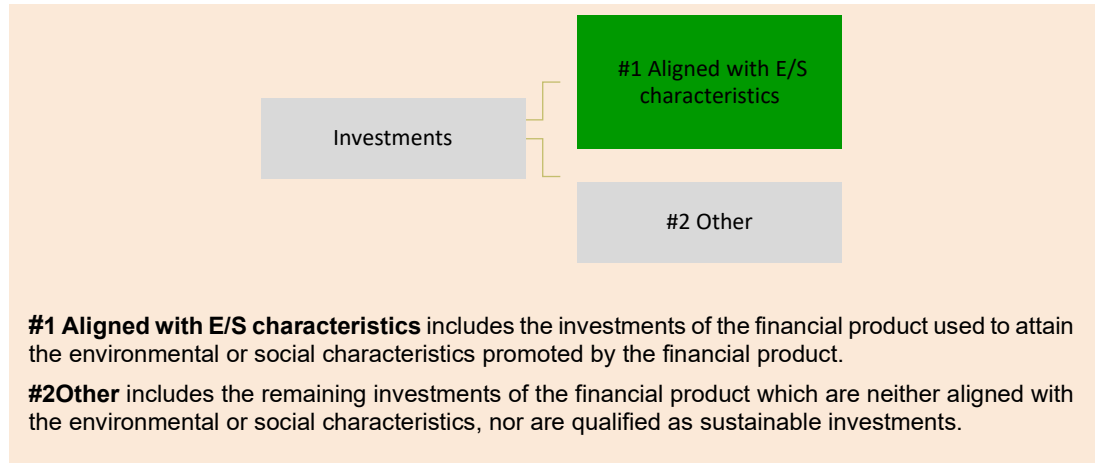 #1 Aligned with E/S
characteristics
Investments
#2 Other
#1 Aligned with E/S characteristics includes the investments of the financial product used to attain
the environmental or social characteristics promoted by the financial product.
#2Other includes the remaining investments of the financial product which are neither aligned with
the environmental or social characteristics, nor are qualified as sustainable investments.